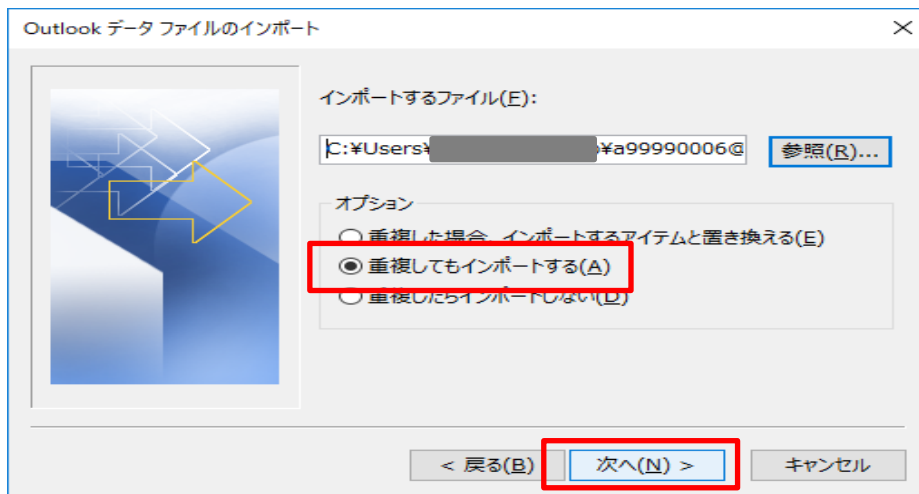 Outlook データ ファイルのインポート
インポートするファイル(F):
C:¥Users¥ ¥a99990006@
参照(R)...
オプション
重複した場合、インポートするアイテムと置き換える(E)
重複してもインポートする(A)
重複したらインポートしない(D)
< 戻る(B)
次へ(N) >
キャンセル